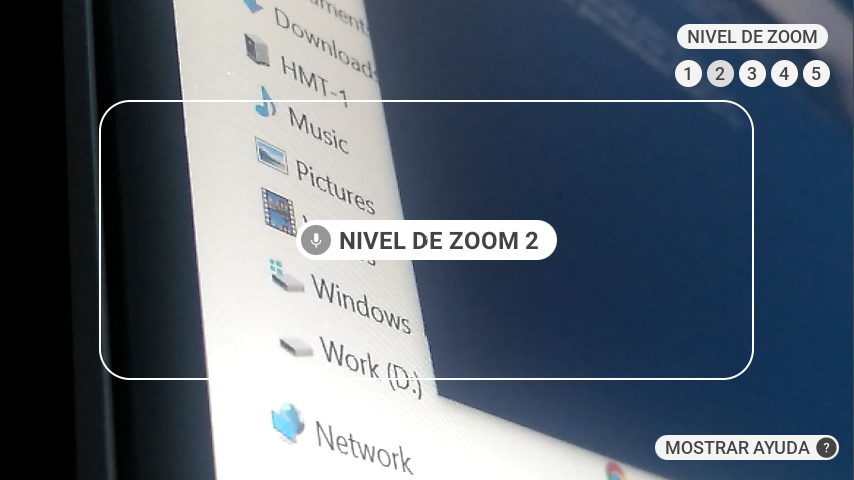 Downloads
HMT-1
Music
Pictures
Windows
Work (D:)
Network
NIVEL DE ZOOM
1 2 3 4 5
NIVEL DE ZOOM 2
MOSTRAR AYUDA ?